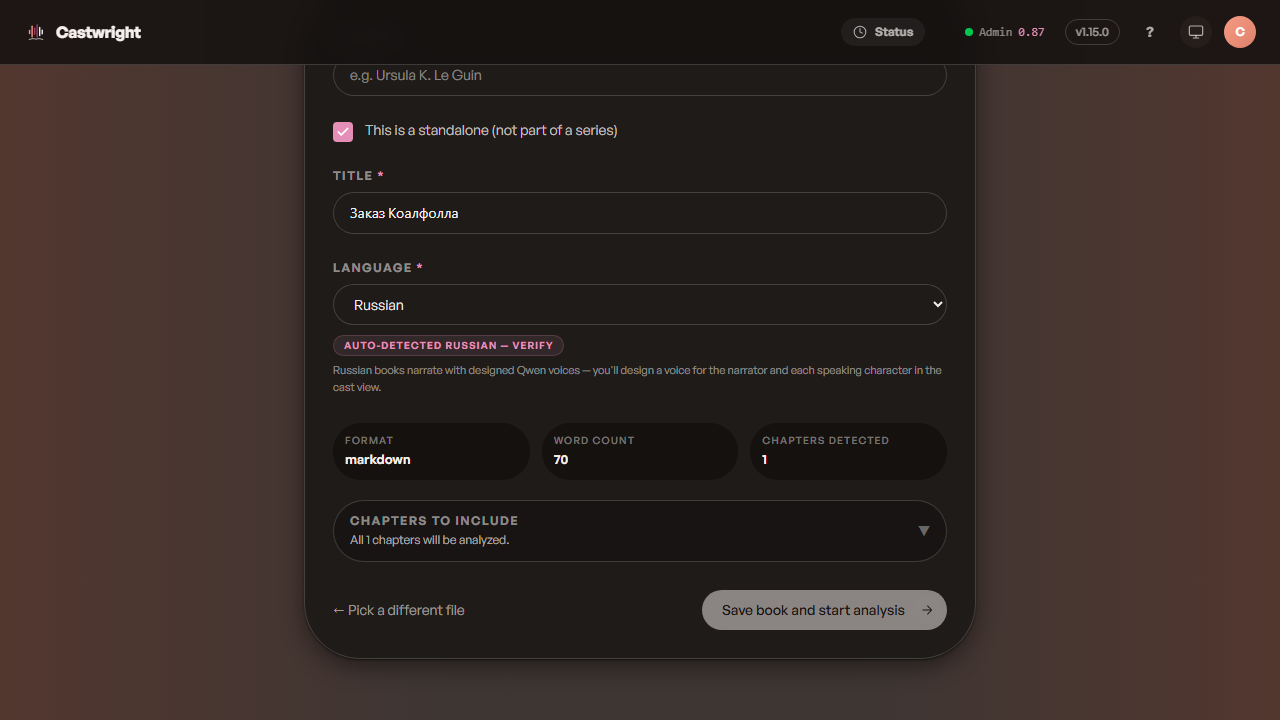 Castwright
Status
Admin 0.87
v1.15.0
?
C
e.g. Ursula K. Le Guin
This is a standalone (not part of a series)
TITLE *
Заказ Коалфолла
LANGUAGE *
Russian
AUTO-DETECTED RUSSIAN — VERIFY
Russian books narrate with designed Qwen voices — you'll design a voice for the narrator and each speaking character in the
cast view.
FORMAT
markdown
WORD COUNT
70
CHAPTERS DETECTED
1
CHAPTERS TO INCLUDE
All 1 chapters will be analyzed.
← Pick a different file
Save book and start analysis →